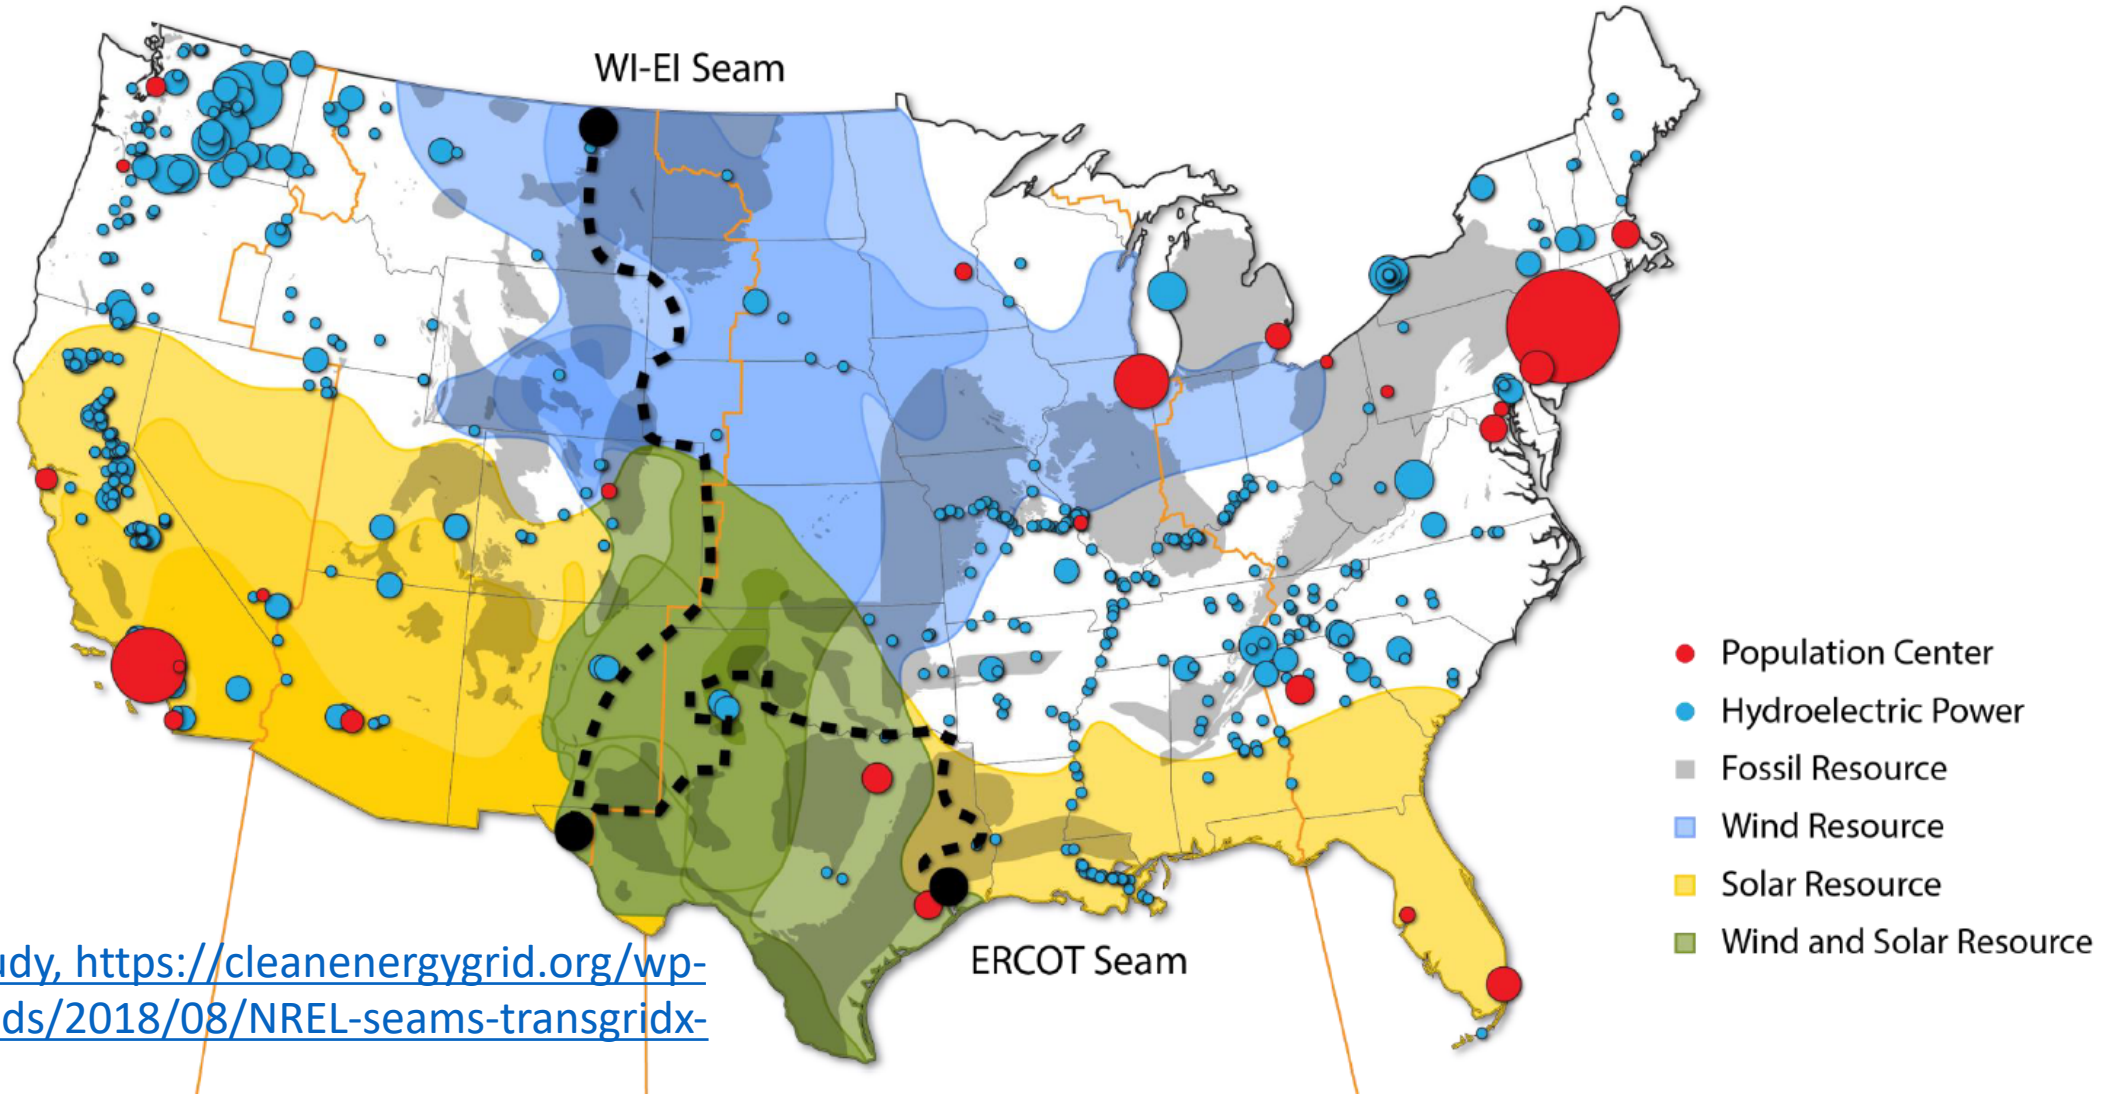 WI-EI Seam
Population Center
Hydroelectric Power
Fossil Resource
Wind Resource
Solar Resource
Wind and Solar Resource
ERCOT Seam
udy, https://cleanenergygrid.org/wp-
ds/2018/08/NREL-seams-transgridx-